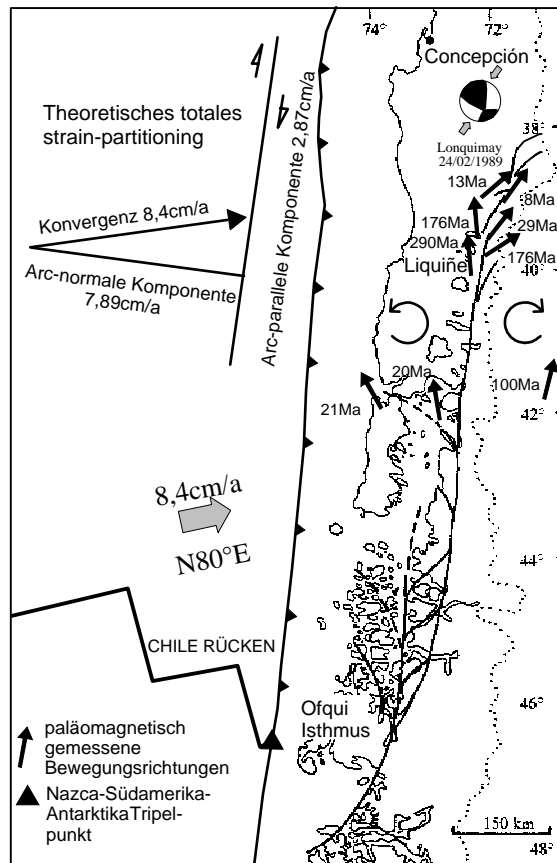 74°
72°
Concepción
Theoretisches totales
strain-partitioning
Arc-parallele Komponente 2,87cm/a
38°
Lonquimay
24/02/1989
13Ma
8Ma
Konvergenz 8,4cm/a
176Ma
29Ma
290Ma
176Ma
Liquiñe
40°
Arc-normale Komponente
7,89cm/a
20Ma
100Ma
21Ma
42°
8,4cm/a
N80°E
44°
CHILE RÜCKEN
Ofqui
Isthmus
46°
paläomagnetisch
gemessene
Bewegungsrichtungen
Nazca-Südamerika-
AntarktikaTripel-
punkt
150 km
48°